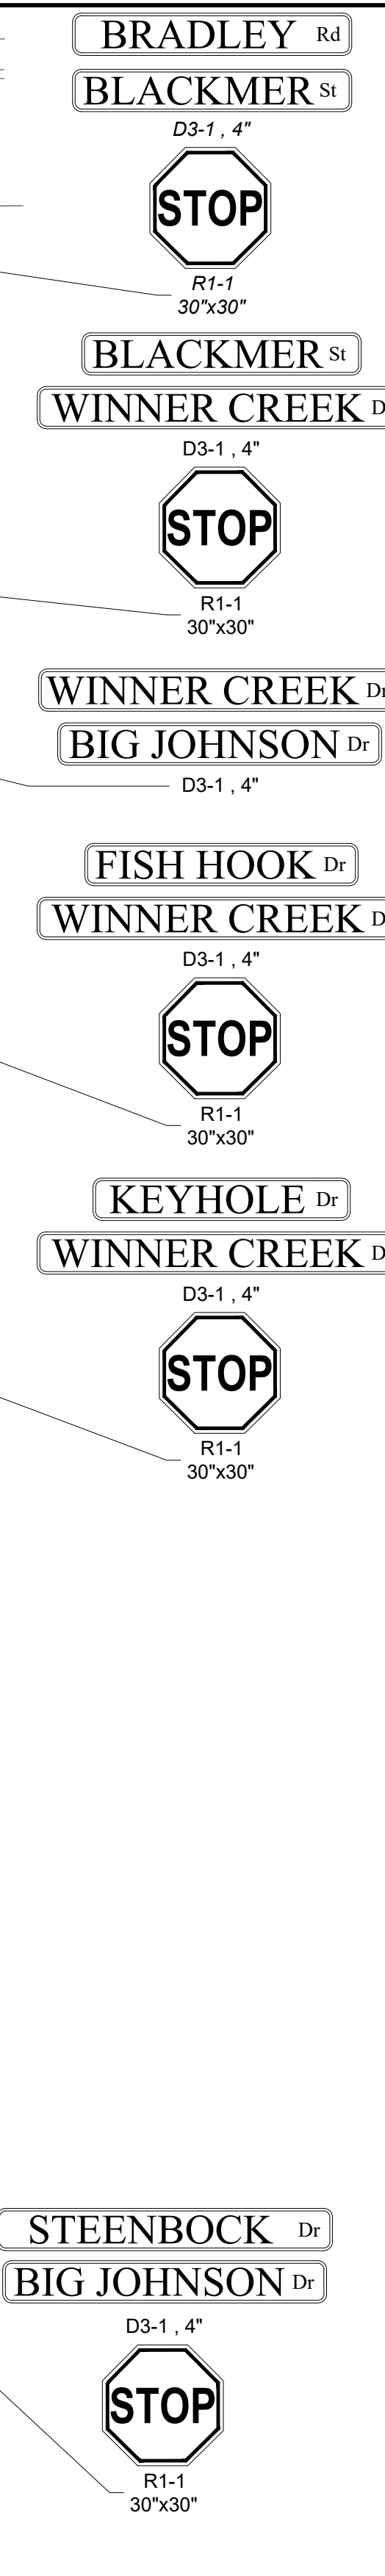 BRADLEY Rd
BLACKMER St
D3-1 , 4"
STOP
R1-1
30"x30"
BLACKMER St
WINNER CREEK D
D3-1 , 4"
STOP
R1-1
30"x30"
WINNER CREEK Dr
BIG JOHNSON Dr
D3-1 , 4"
FISH HOOK Dr
WINNER CREEK D
D3-1 , 4"
STOP
R1-1
30"x30"
KEYHOLE Dr
WINNER CREEK D
D3-1 , 4"
STOP
R1-1
30"x30"
STEENBOCK Dr
BIG JOHNSON Dr
D3-1 , 4"
STOP
R1-1
30"x30"